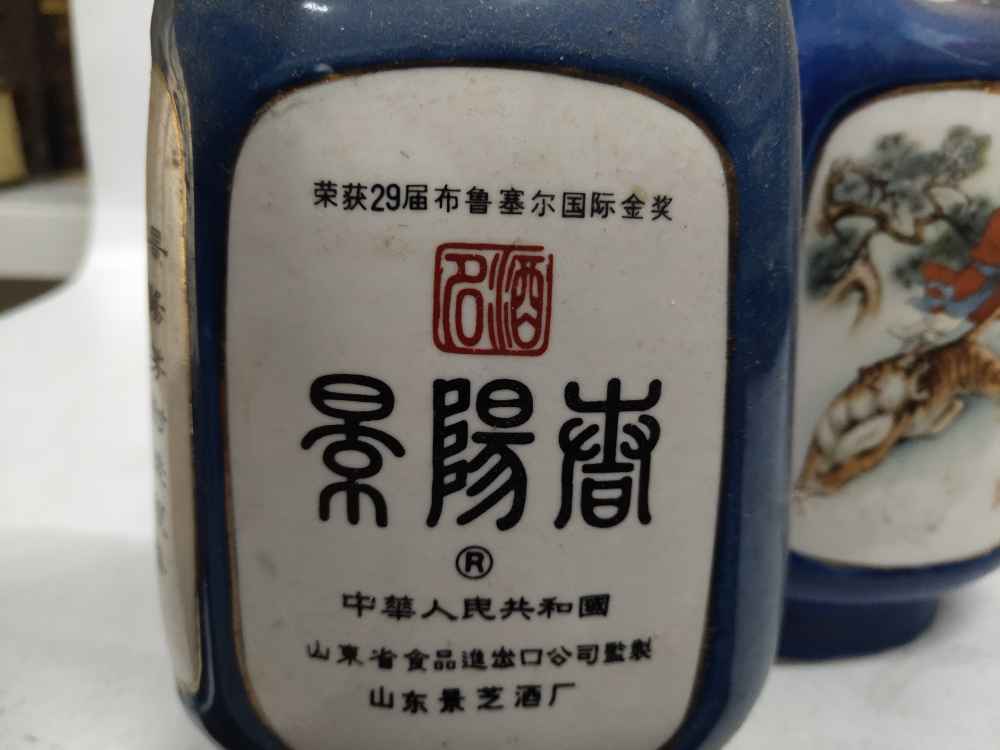 荣获29届布鲁塞尔国际金奖
名酒
景陽春
®
中華人民共和國
山東省食品進出口公司監製
山东景芝酒厂